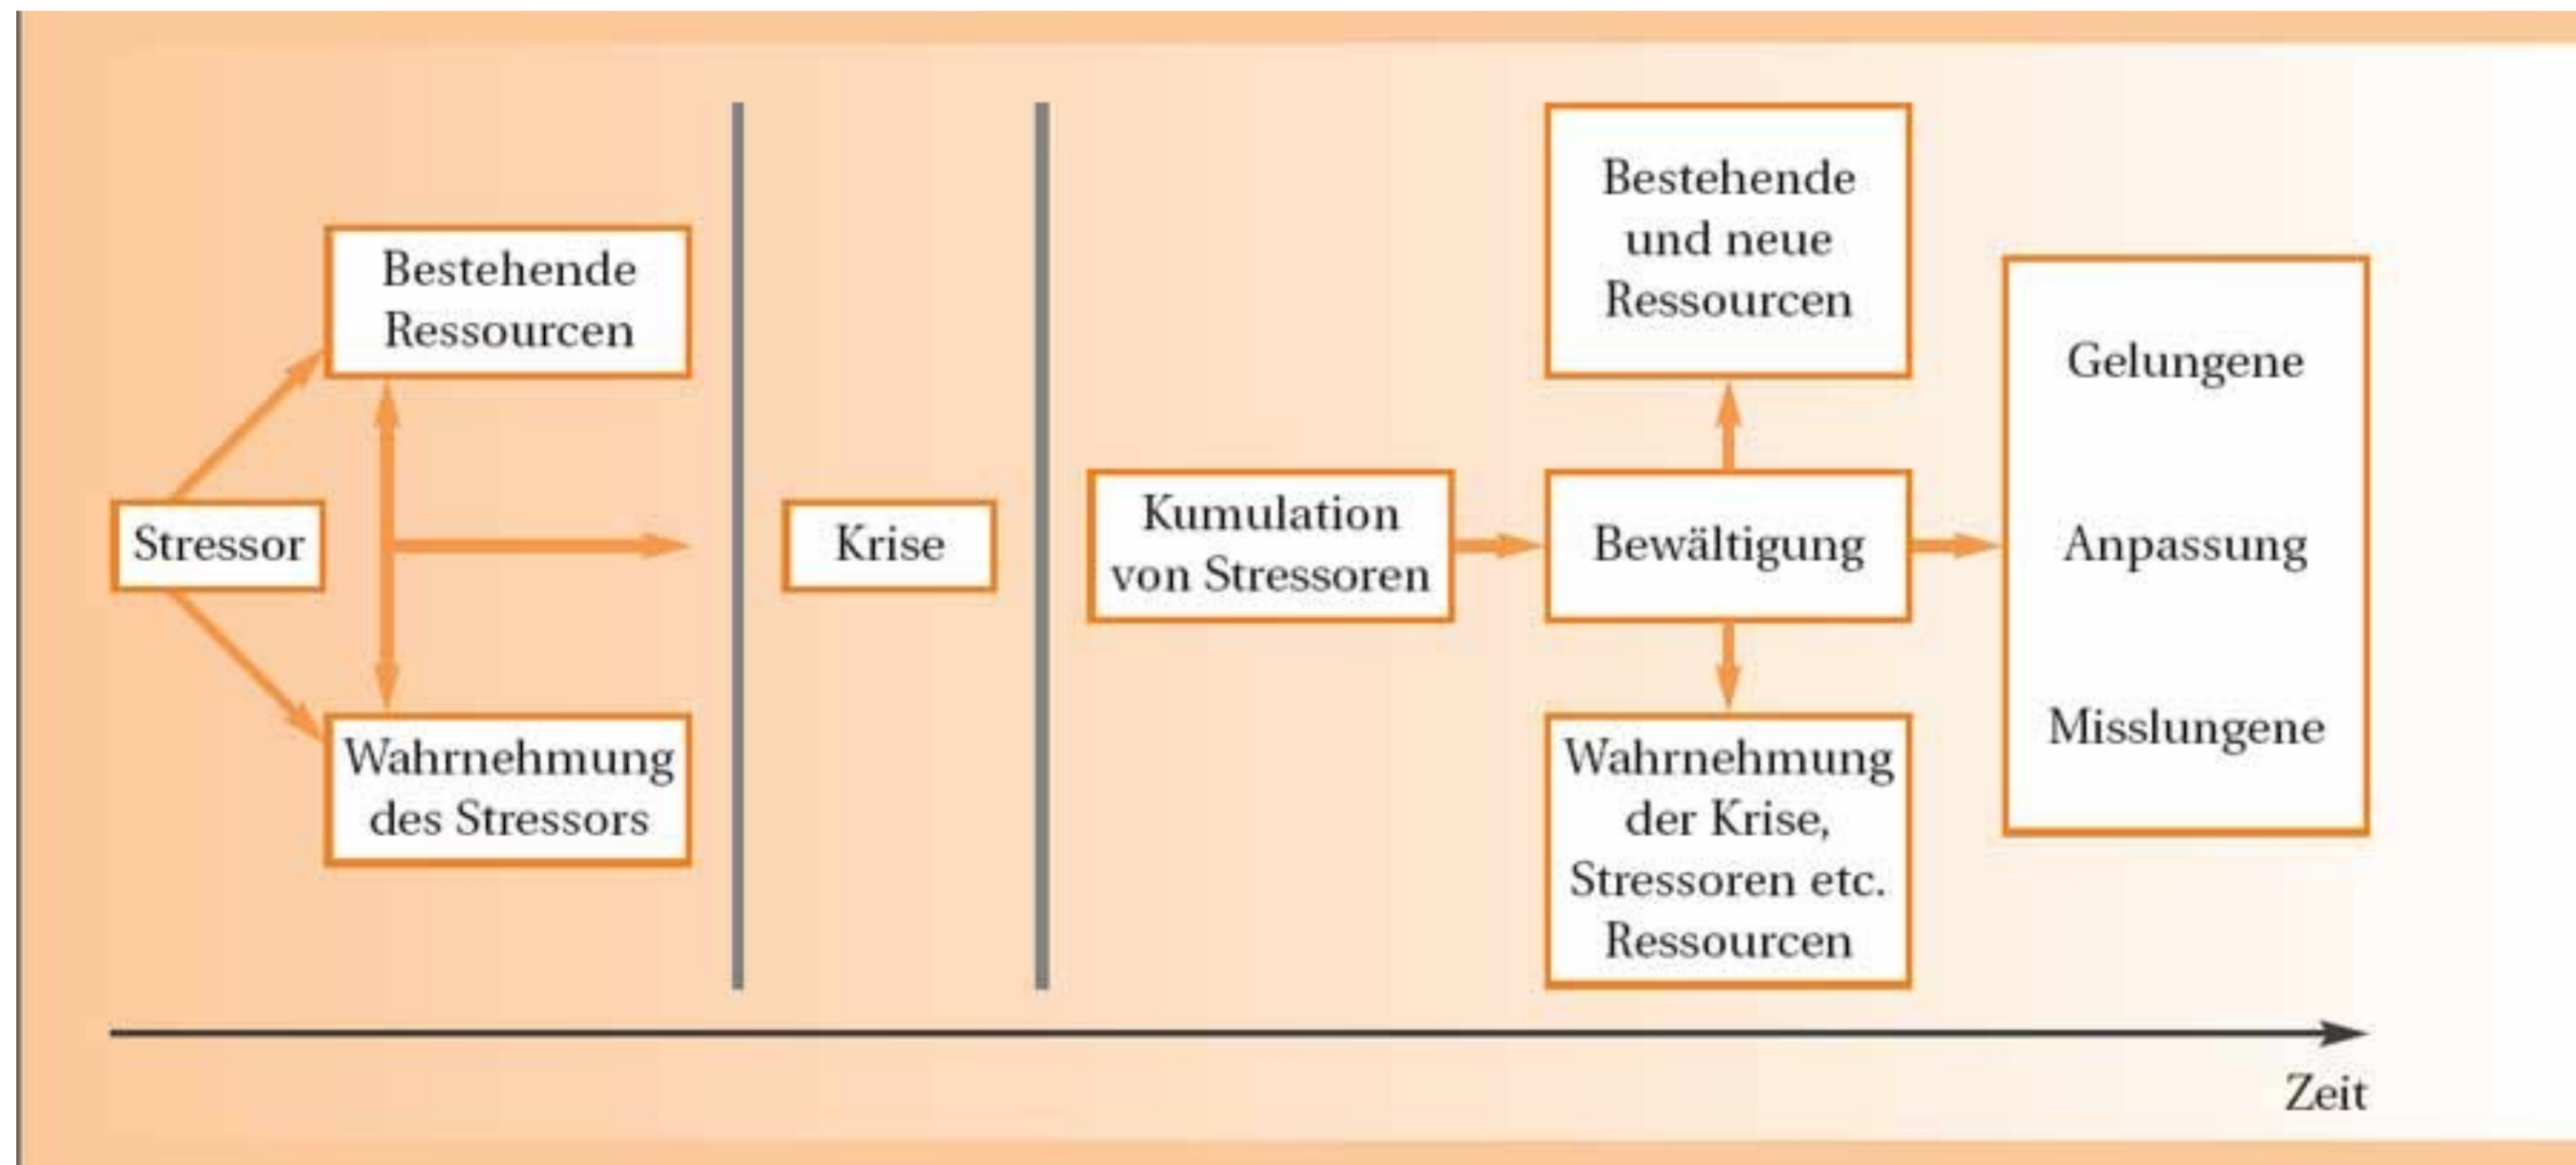 Stressor
Bestehende
Ressourcen
Wahrnehmung
des Stressors
Krise
Kumulation
von Stressoren
Bestehende
und neue
Ressourcen
Bewältigung
Wahrnehmung
der Krise,
Stressoren etc.
Ressourcen
Gelungene
Anpassung
Misslungene
Zeit